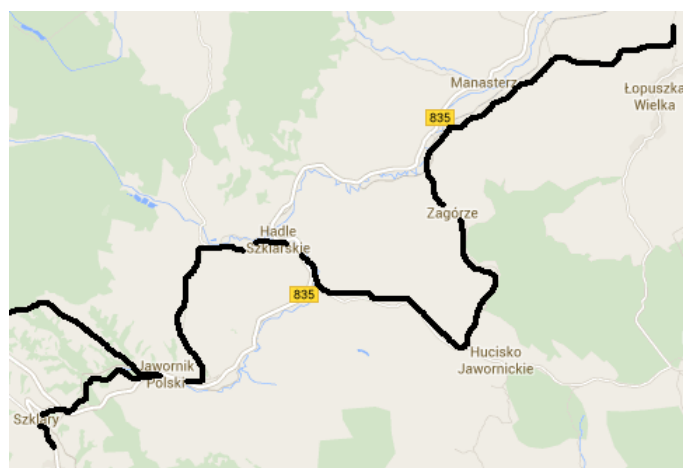 Manasterz
Łopuszka
Wielka
835
Zagórze
Hadle
Szklarskie
835
Hucisko
Jawornickie
Jawornik
Polski
Szklary